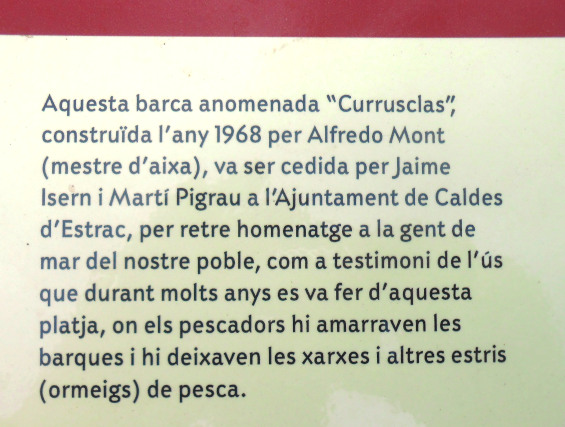 Aquesta barca anomenada “Currusclas”,
construïda l’any 1968 per Alfredo Mont
(mestre d’aixa), va ser cedida per Jaime
Isern i Martí Pigrau a l’Ajuntament de Caldes
d’Estrac, per retre homenatge a la gent de
mar del nostre poble, com a testimoni de l’ús
que durant molts anys es va fer d’aquesta
platja, on els pescadors hi amarraven les
barques i hi deixaven les xarxes i altres estris
(ormeigs) de pesca.